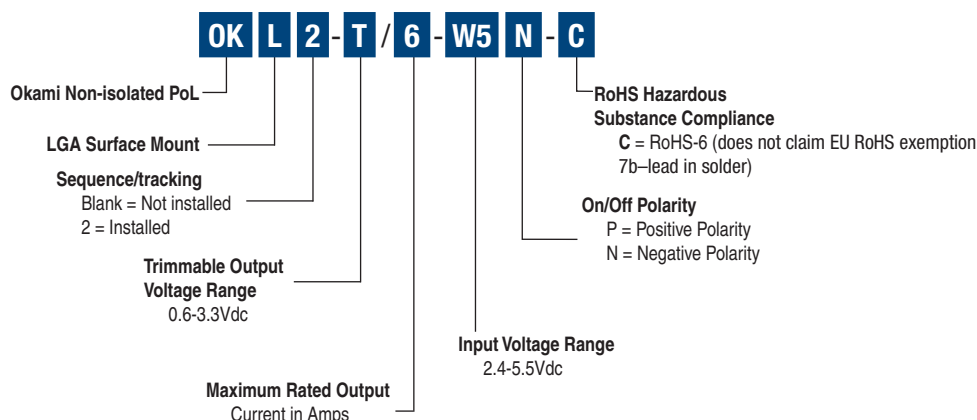 OK L 2 - T / 6 - W5 N - C
Okami Non-isolated PoL
LGA Surface Mount
Sequence/tracking
Blank = Not installed
2 = Installed
Trimmable Output
Voltage Range
0.6-3.3Vdc
Maximum Rated Output
Current in Amps
Input Voltage Range
2.4-5.5Vdc
On/Off Polarity
P = Positive Polarity
N = Negative Polarity
RoHS Hazardous
Substance Compliance
C = RoHS-6 (does not claim EU RoHS exemption
7b–lead in solder)